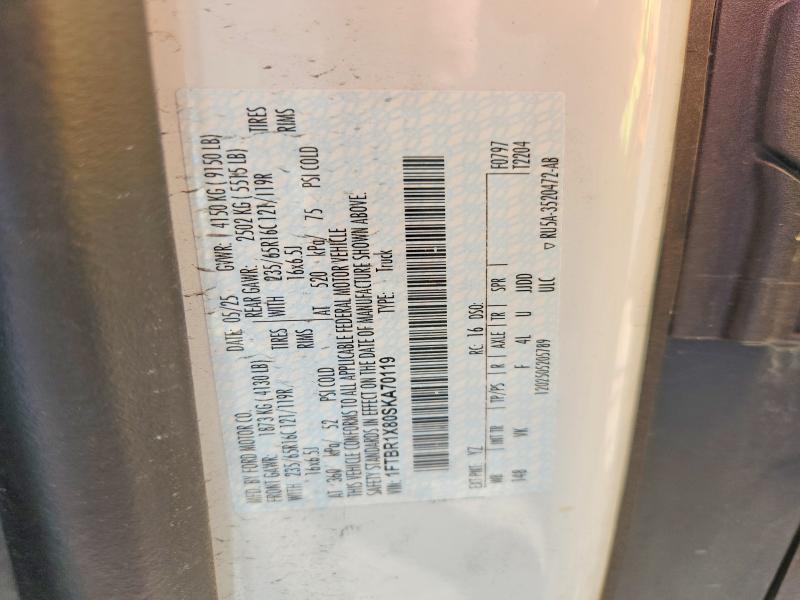 MFD. BY FORD MOTOR CO.
DATE: 05/25 GVWR: 4150 KG ( 9150 LB)
FRONT GAWR: 1873 KG ( 4130 LB) REAR GAWR: 2502 KG ( 5515 LB)
WITH 235/65R16C 121/119R TIRES WITH 235/65R16C 121/119R TIRES
16x6.5J RIMS 16x6.5J RIMS
AT 360 kPa/ 52 PSI COLD AT 520 kPa/ 75 PSI COLD
THIS VEHICLE CONFORMS TO ALL APPLICABLE FEDERAL MOTOR VEHICLE
SAFETY STANDARDS IN EFFECT ON THE DATE OF MANUFACTURE SHOWN ABOVE.
VIN: 1FTBR1X80SKA70119 TYPE: Truck
EXT PNT: YZ RC: 16 DSO: F0797
WB INT TR TP/PS R AXLE TR SPR T2204
148 VK F 4L U JJDD
120250520S789 ULC ▽ RU5A-3520472-AB